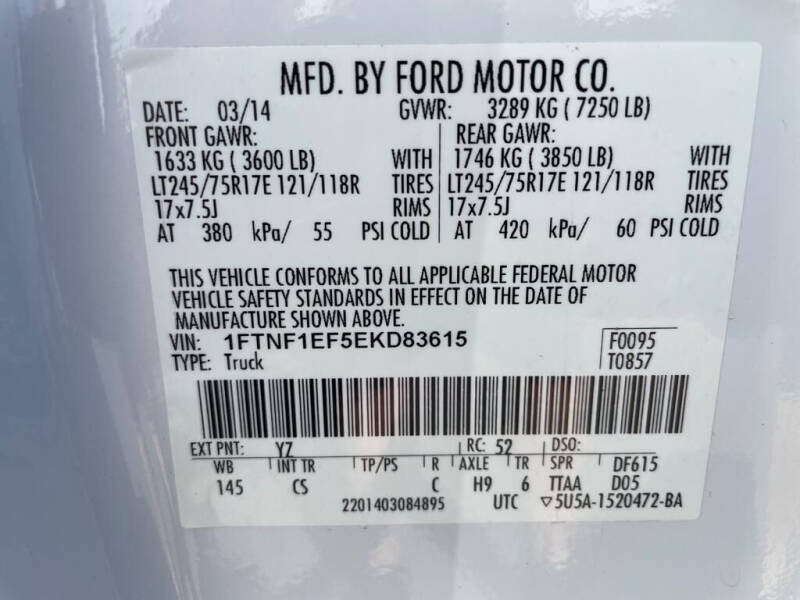 MFD. BY FORD MOTOR CO.
DATE: 03/14 GVWR: 3289 KG ( 7250 LB)
FRONT GAWR: REAR GAWR:
1633 KG ( 3600 LB) WITH 1746 KG ( 3850 LB) WITH
LT245/75R17E 121/118R TIRES LT245/75R17E 121/118R TIRES
17x7.5J RIMS 17x7.5J RIMS
AT 380 kPa/ 55 PSI COLD AT 420 kPa/ 60 PSI COLD
THIS VEHICLE CONFORMS TO ALL APPLICABLE FEDERAL MOTOR
VEHICLE SAFETY STANDARDS IN EFFECT ON THE DATE OF
MANUFACTURE SHOWN ABOVE.
VIN: 1FTNF1EF5EKD83615 F0095
TYPE: Truck T0857
EXT PNT: YZ RC: 52 DSO:
WB INT TR TP/PS R AXLE TR SPR DF615
145 CS C H9 6 TTAA D05
2201403084895 UTC ▽5U5A-1520472-BA